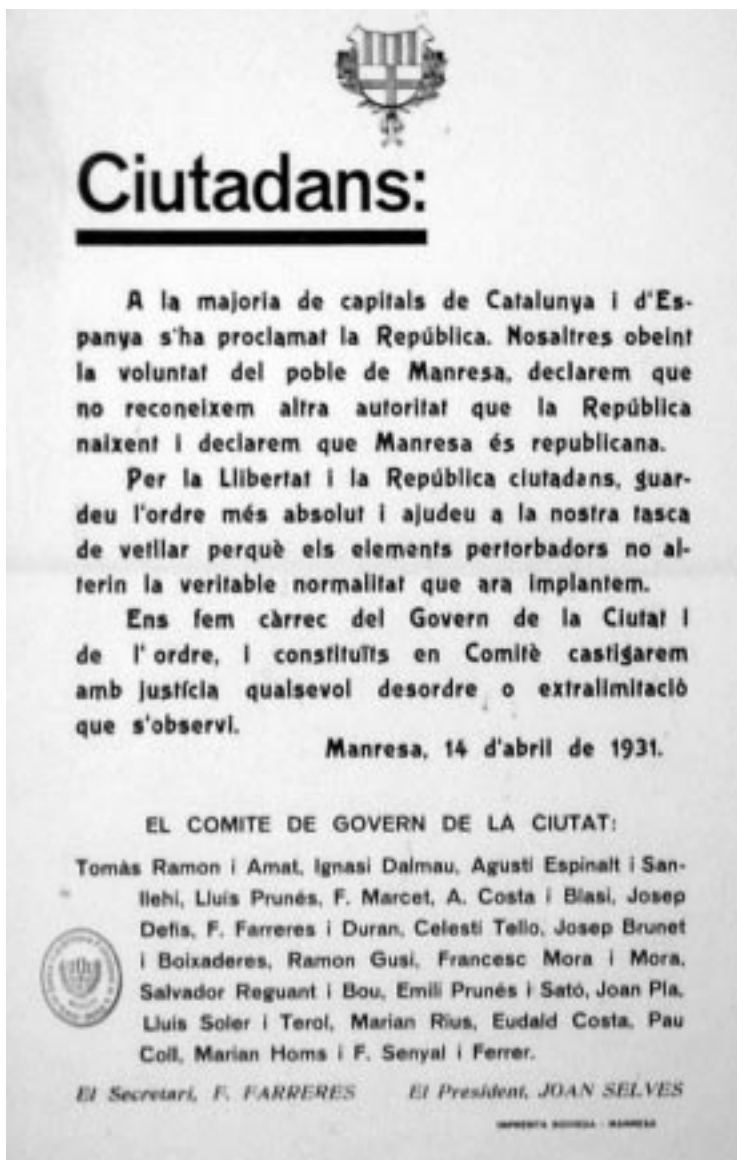 Ciutadans:
A la majoria de capitals de Catalunya i d'Es-
panya s'ha proclamat la República. Nosaltres obeint
la voluntat del poble de Manresa, declarem que
no reconeixem altra autoritat que la República
naixent i declarem que Manresa és republicana.
Per la Llibertat i la República ciutadans, guar-
deu l'ordre més absolut i ajudeu a la nostra tasca
de vetllar perquè els elements pertorbadors no al-
terin la veritable normalitat que ara implantem.
Ens fem càrrec del Govern de la Ciutat i
de l'ordre, i constituïts en Comitè castigarem
amb justícia qualsevol desordre o extralimitació
que s'observi.
Manresa, 14 d'abril de 1931.
EL COMITE DE GOVERN DE LA CIUTAT:
Tomàs Ramon i Amat, Ignasi Dalmau, Agustí Espinalt i San-
llehi, Lluís Prunés, F. Marcet, A. Costa i Blasi, Josep
Defis, F. Farreres i Duran, Celestí Tello, Josep Brunet
i Boixaderes, Ramon Gusi, Francesc Mora i Mora,
Salvador Reguant i Bou, Emili Prunés i Sató, Joan Pla,
Lluís Soler i Terol, Marian Rius, Eudald Costa, Pau
Coll, Marian Homs i F. Senyal i Ferrer.
El Secretari, F. FARRERES El President, JOAN SELVES
IMPREMTA - MANRESA